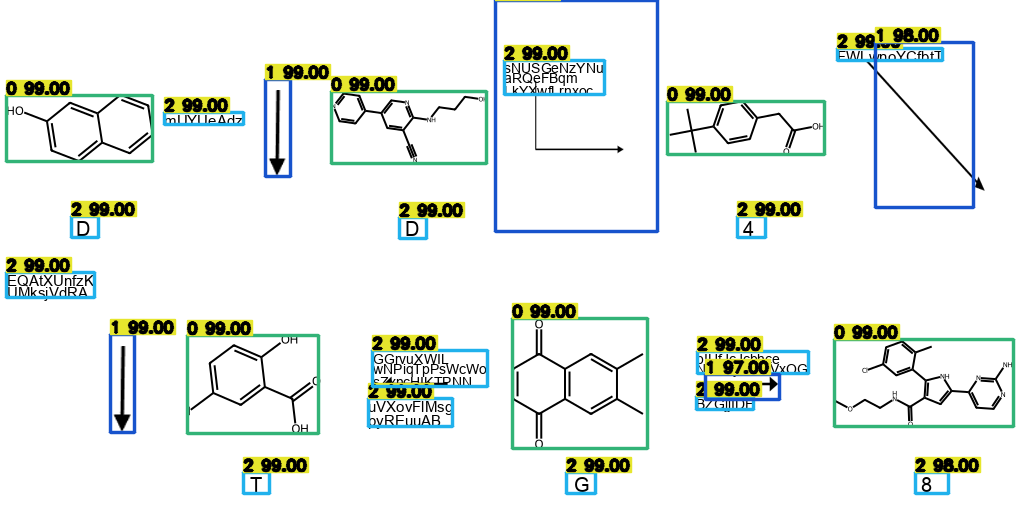 0 99.00
HO
2 99.00
mUYUeAdz
1 99.00
0 99.00
N
N
NH
N
2 99.00
sNUSGeNzYNu
aRQeFBqm
0 99.00
OH
O
1 98.00
2 99.00
2 99.00
D
2 99.00
D
2 99.00
4
2 99.00
EQAtXUnfzK
UMksjVdRA
1 99.00
0 99.00
OH
O
OH
I
2 99.00
GGrvuXWIL
wNPiqTpPsWcWo
2 99.00
uVXovFIMsg
pyREuuAB
0 99.00
O
O
2 99.00
1 97.00
2 99.00
0 99.00
Cl
NH
N
NH
N
H
N
O
O
2 99.00
T
2 99.00
G
2 98.00
8